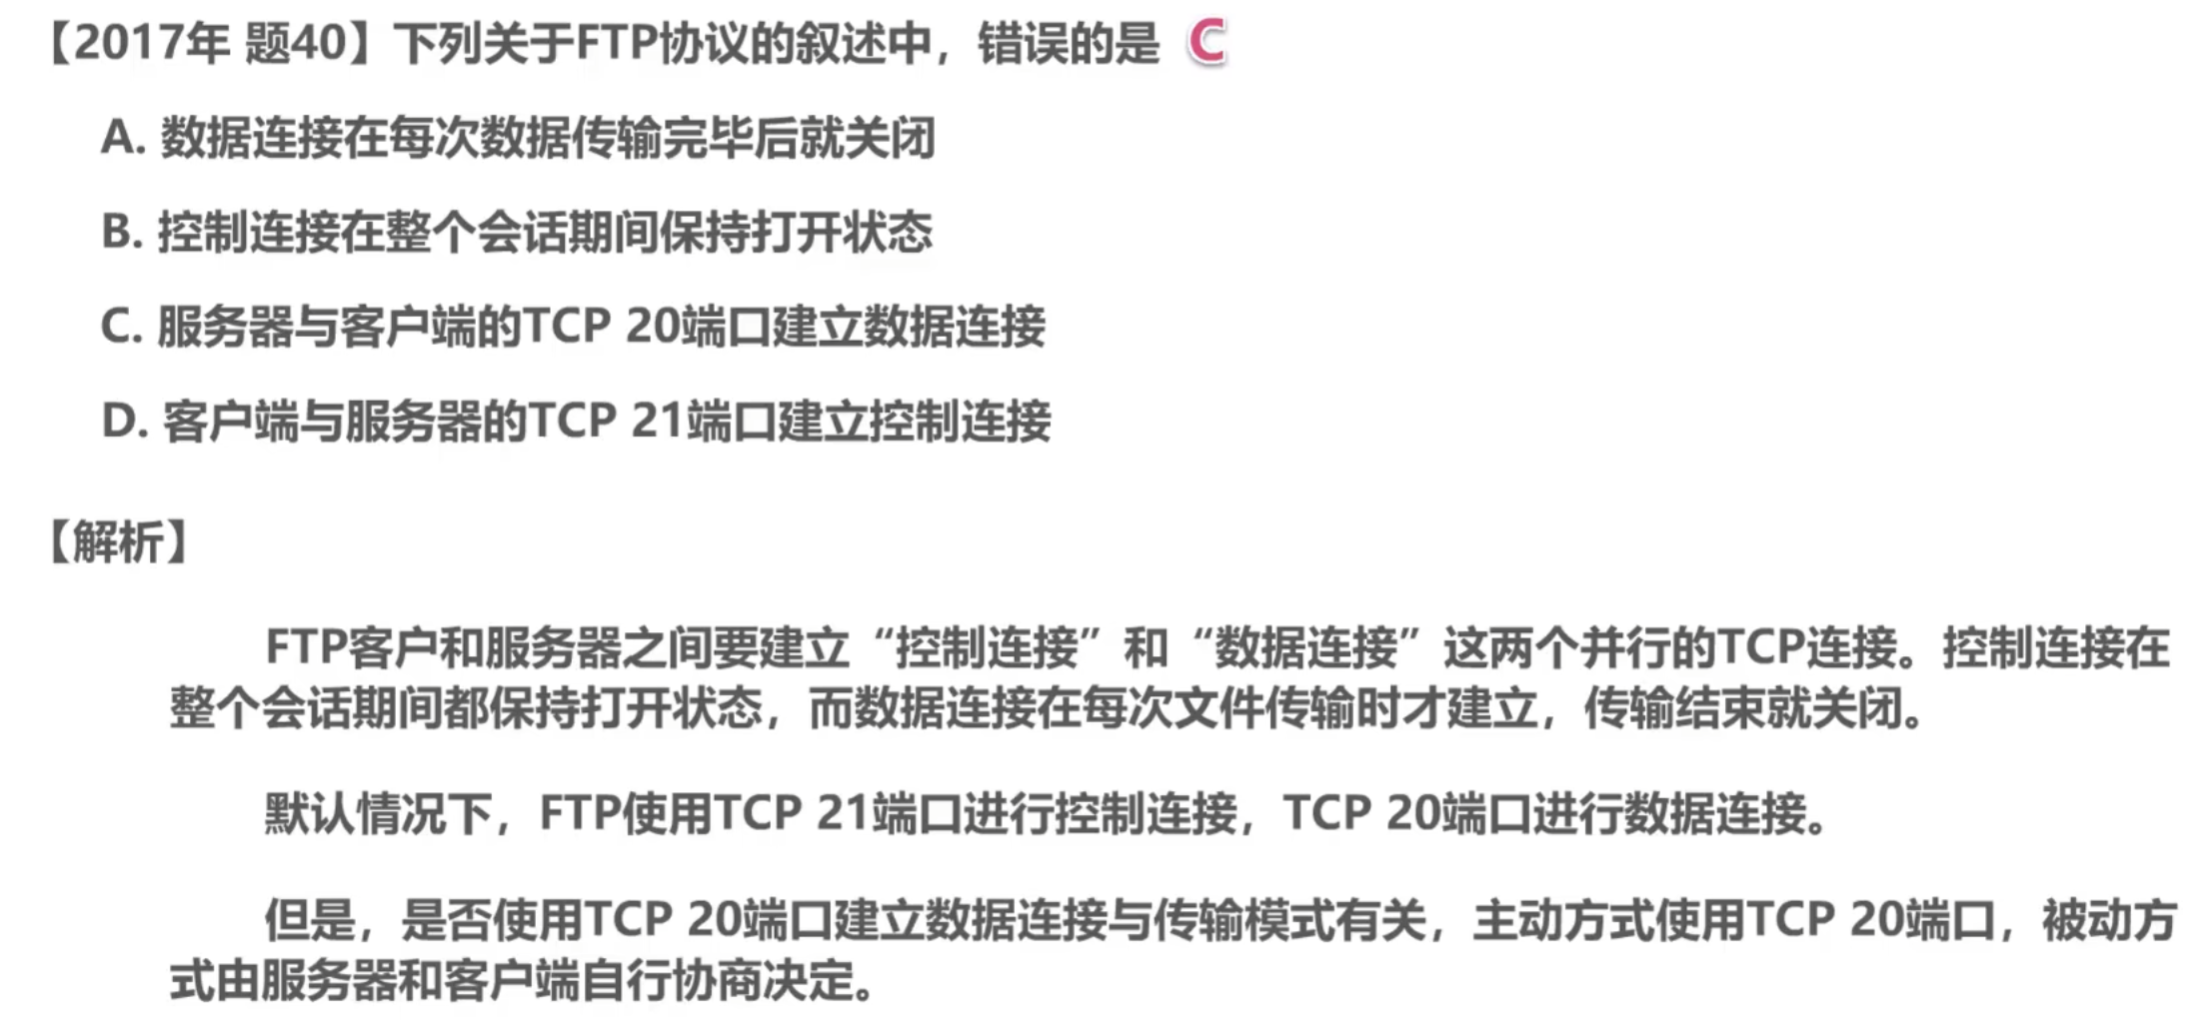 【2017年 题40】下列关于FTP协议的叙述中，错误的是 C
A. 数据连接在每次数据传输完毕后就关闭
B. 控制连接在整个会话期间保持打开状态
C. 服务器与客户端的TCP 20端口建立数据连接
D. 客户端与服务器的TCP 21端口建立控制连接
【解析】
FTP客户和服务器之间要建立“控制连接”和“数据连接”这两个并行的TCP连接。控制连接在
整个会话期间都保持打开状态，而数据连接在每次文件传输时才建立，传输结束就关闭。
默认情况下，FTP使用TCP 21端口进行控制连接，TCP 20端口进行数据连接。
但是，是否使用TCP 20端口建立数据连接与传输模式有关，主动方式使用TCP 20端口，被动方
式由服务器和客户端自行协商决定。